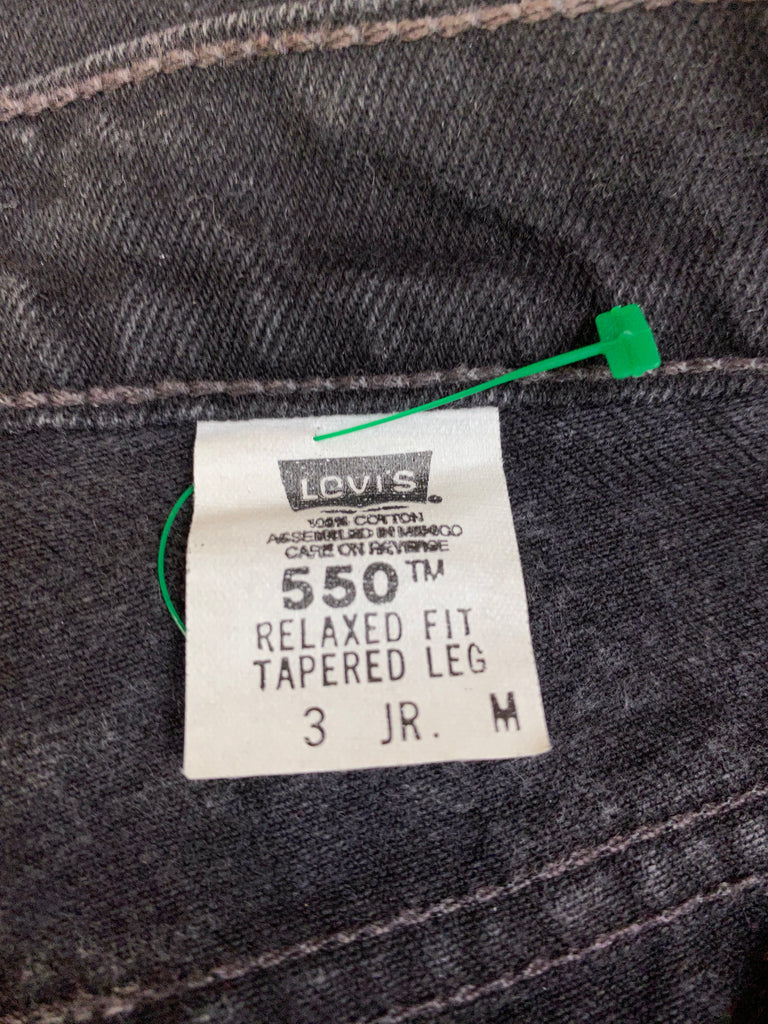 LEVI'S
100% COTTON
ASSEMBLED IN MEXICO
CARE ON REVERSE
550™
RELAXED FIT
TAPERED LEG
3 JR. M